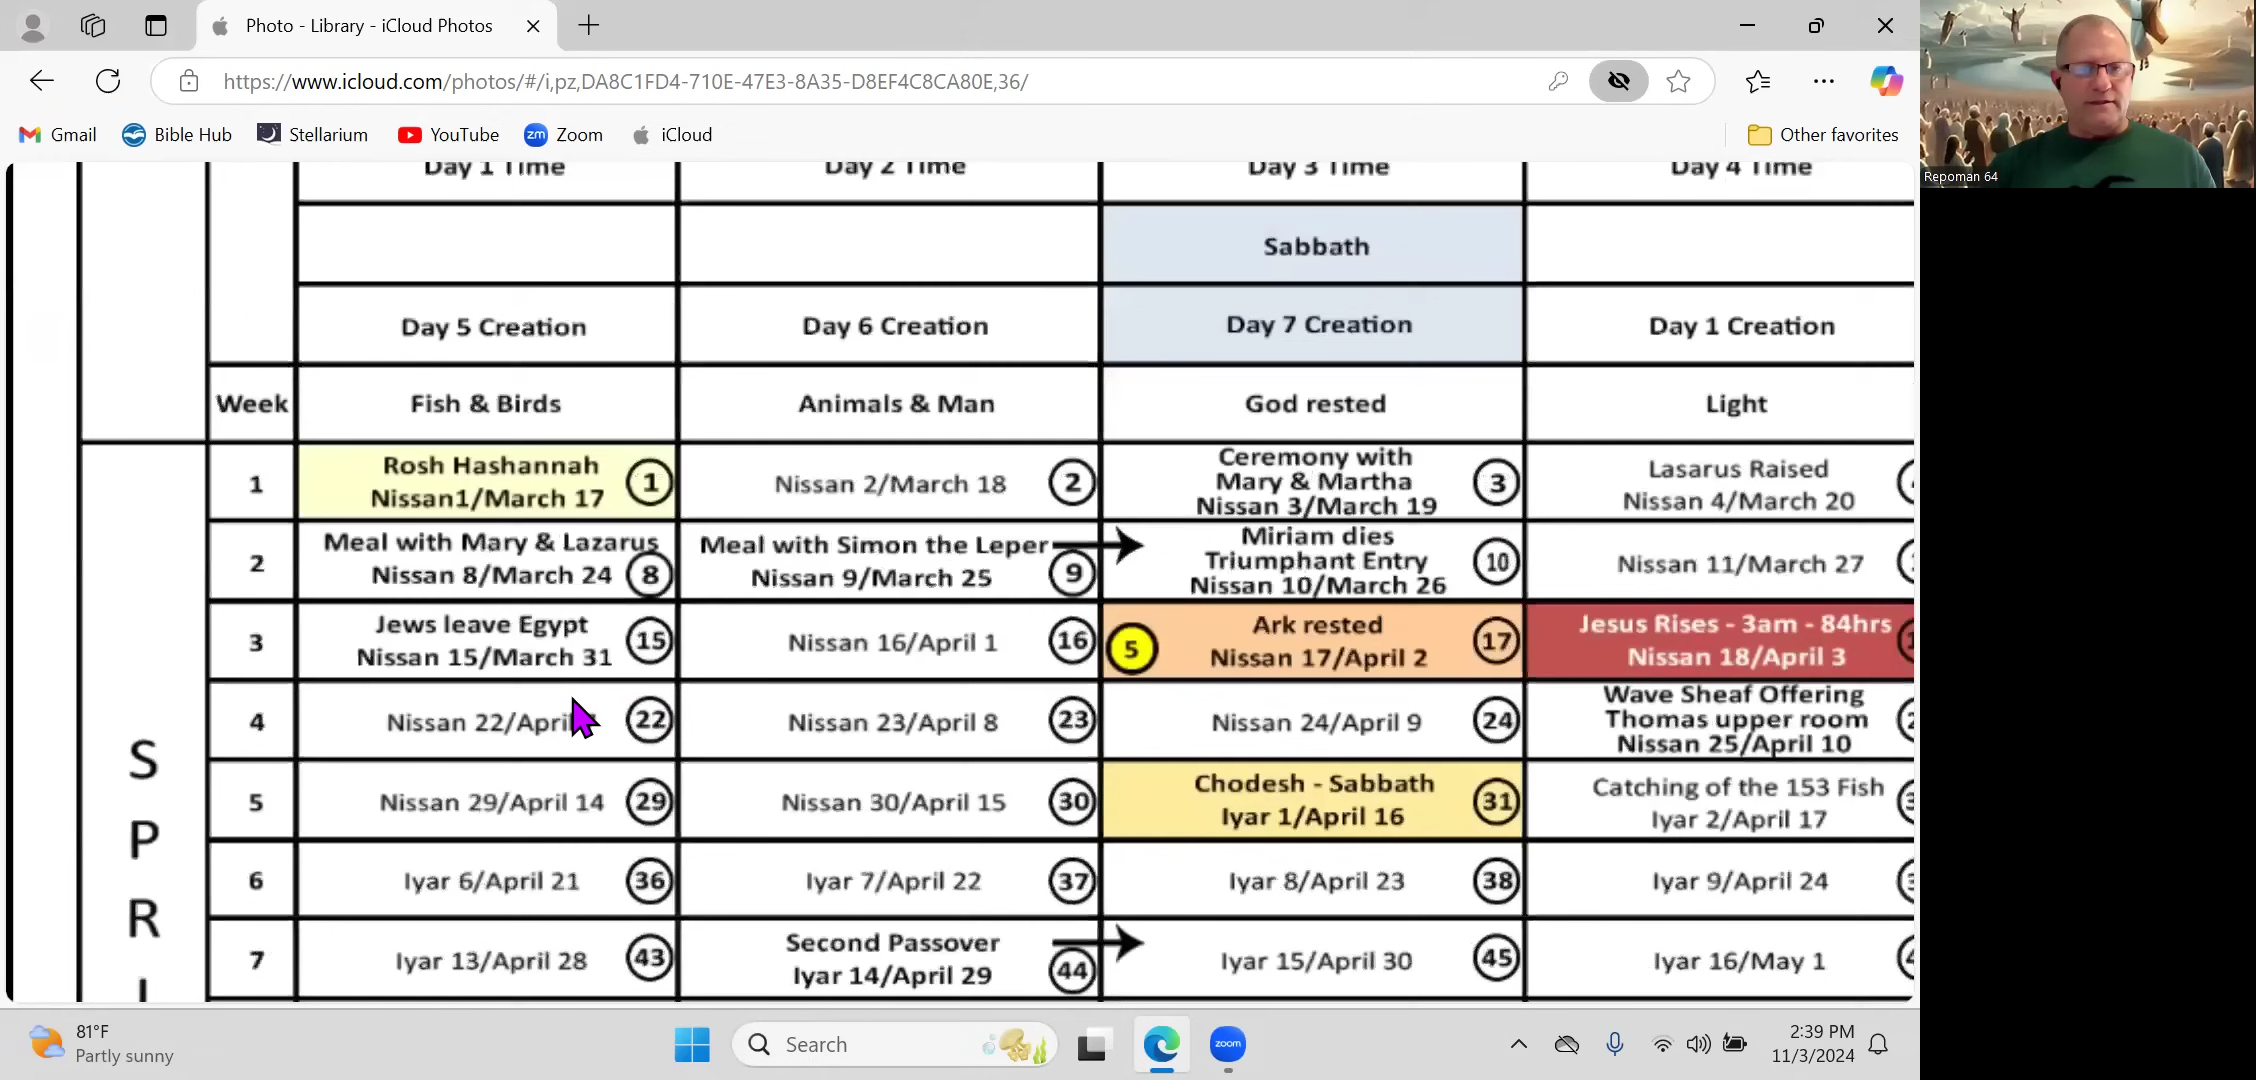 Photo - Library - iCloud Photos
https://www.icloud.com/photos/#/i,pz,DA8C1FD4-710E-47E3-8A35-D8EF4C8CA80E,36/
Gmail
Bible Hub
Stellarium
YouTube
zm Zoom
iCloud
Other favorites
Repoman 64
Day 1 Time
Day 2 Time
Day 3 Time
Day 4 Time
Sabbath
Day 5 Creation
Day 6 Creation
Day 7 Creation
Day 1 Creation
Week
Fish & Birds
Animals & Man
God rested
Light
1
Rosh Hashannah
Nissan1/March 17
1
Nissan 2/March 18
2
Ceremony with
Mary & Martha
Nissan 3/March 19
3
Lasarus Raised
Nissan 4/March 20
2
Meal with Mary & Lazarus
Nissan 8/March 24
8
Meal with Simon the Leper
Nissan 9/March 25
9
Miriam dies
Triumphant Entry
Nissan 10/March 26
10
Nissan 11/March 27
3
Jews leave Egypt
Nissan 15/March 31
15
Nissan 16/April 1
16
5
Ark rested
Nissan 17/April 2
17
Jesus Rises - 3am - 84hrs
Nissan 18/April 3
4
Nissan 22/April
22
Nissan 23/April 8
23
Nissan 24/April 9
24
Wave Sheaf Offering
Thomas upper room
Nissan 25/April 10
5
Nissan 29/April 14
29
Nissan 30/April 15
30
Chodesh - Sabbath
Iyar 1/April 16
31
Catching of the 153 Fish
Iyar 2/April 17
6
Iyar 6/April 21
36
Iyar 7/April 22
37
Iyar 8/April 23
38
Iyar 9/April 24
7
Iyar 13/April 28
43
Second Passover
Iyar 14/April 29
44
Iyar 15/April 30
45
Iyar 16/May 1
S
P
R
I
81°F
Partly sunny
Search
zoom
2:39 PM
11/3/2024